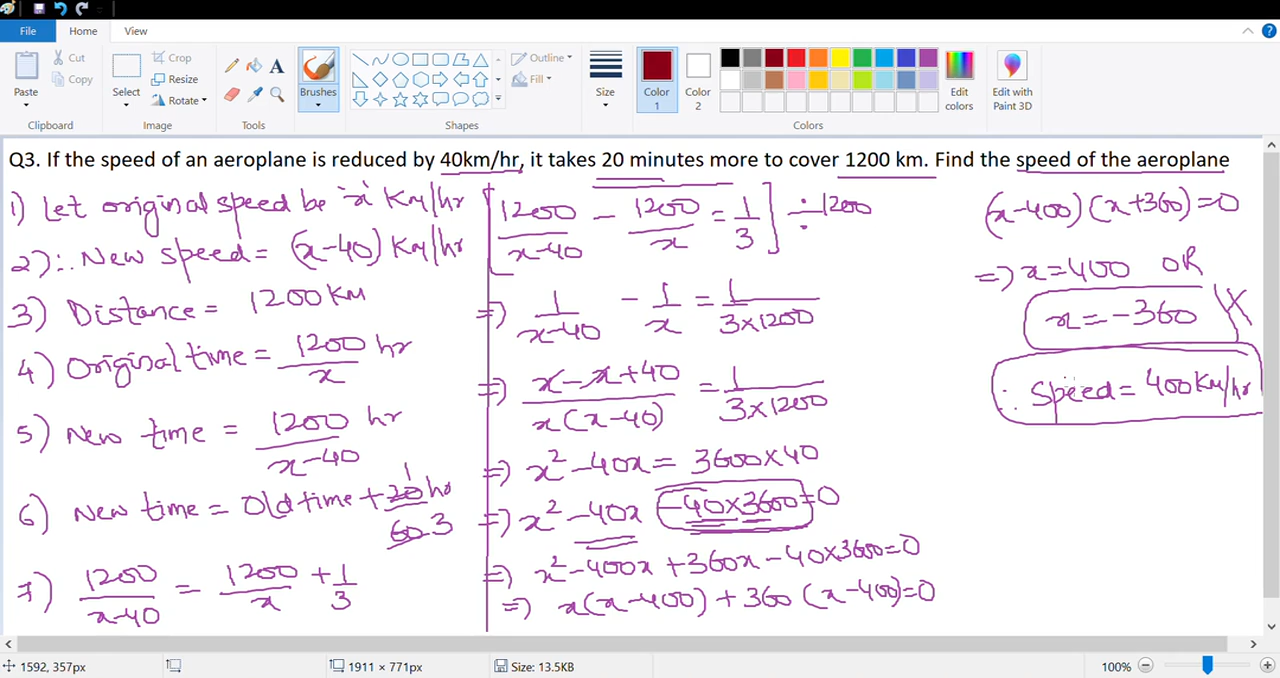 File
Home
View
Paste
Cut
Copy
Clipboard
Select
Crop
Resize
Rotate
Image
A
Tools
Brushes
Outline
Fill
Shapes
Size
Color 1
Color 2
Edit colors
Colors
Edit with Paint 3D
Q3. If the speed of an aeroplane is reduced by 40km/hr, it takes 20 minutes more to cover 1200 km. Find the speed of the aeroplane
1) Let original speed be 'x' Km/hr
2) ∴ New speed = (x-40) Km/hr
3) Distance = 1200 KM
4) Original time = 1200/x hr
5) New time = 1200/(x-40) hr
6) New time = Old time + 20/60 hr 1 3
7) 1200/(x-40) = 1200/x + 1/3
[1200/(x-40) - 1200/x = 1/3] ÷ 1200
=> 1/(x-40) - 1/x = 1/(3×1200)
=> (x-x+40)/(x(x-40)) = 1/(3×1200)
=> x² - 40x = 3600×40
=> x² - 40x -40×3600 = 0
=> x² - 400x + 360x - 40×3600 = 0
=> x(x-400) + 360(x-400) = 0
(x-400)(x+360) = 0
=> x = 400 OR
x = -360 X
∴ Speed = 400 Km/hr
1592, 357px
1911 × 771px
Size: 13.5KB
100%